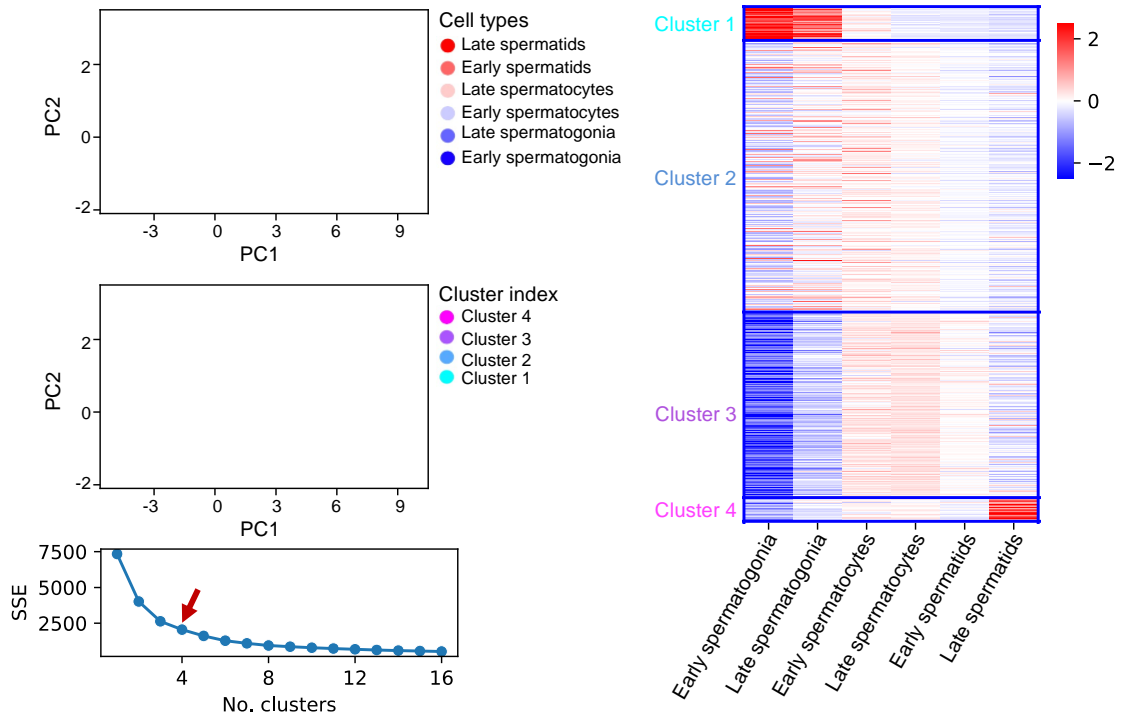 Cell types
Late spermatids
Early spermatids
Late spermatocytes
Early spermatocytes
Late spermatogonia
Early spermatogonia
PC2
2
0
-2
-3
0
3
6
9
PC1
Cluster index
Cluster 4
Cluster 3
Cluster 2
Cluster 1
PC2
2
0
-2
-3
0
3
6
9
PC1
SSE
7500
5000
2500
4
8
12
16
No. clusters
Cluster 1
Cluster 2
Cluster 3
Cluster 4
2
0
−2
Early spermatogonia
Late spermatogonia
Early spermatocytes
Late spermatocytes
Early spermatids
Late spermatids